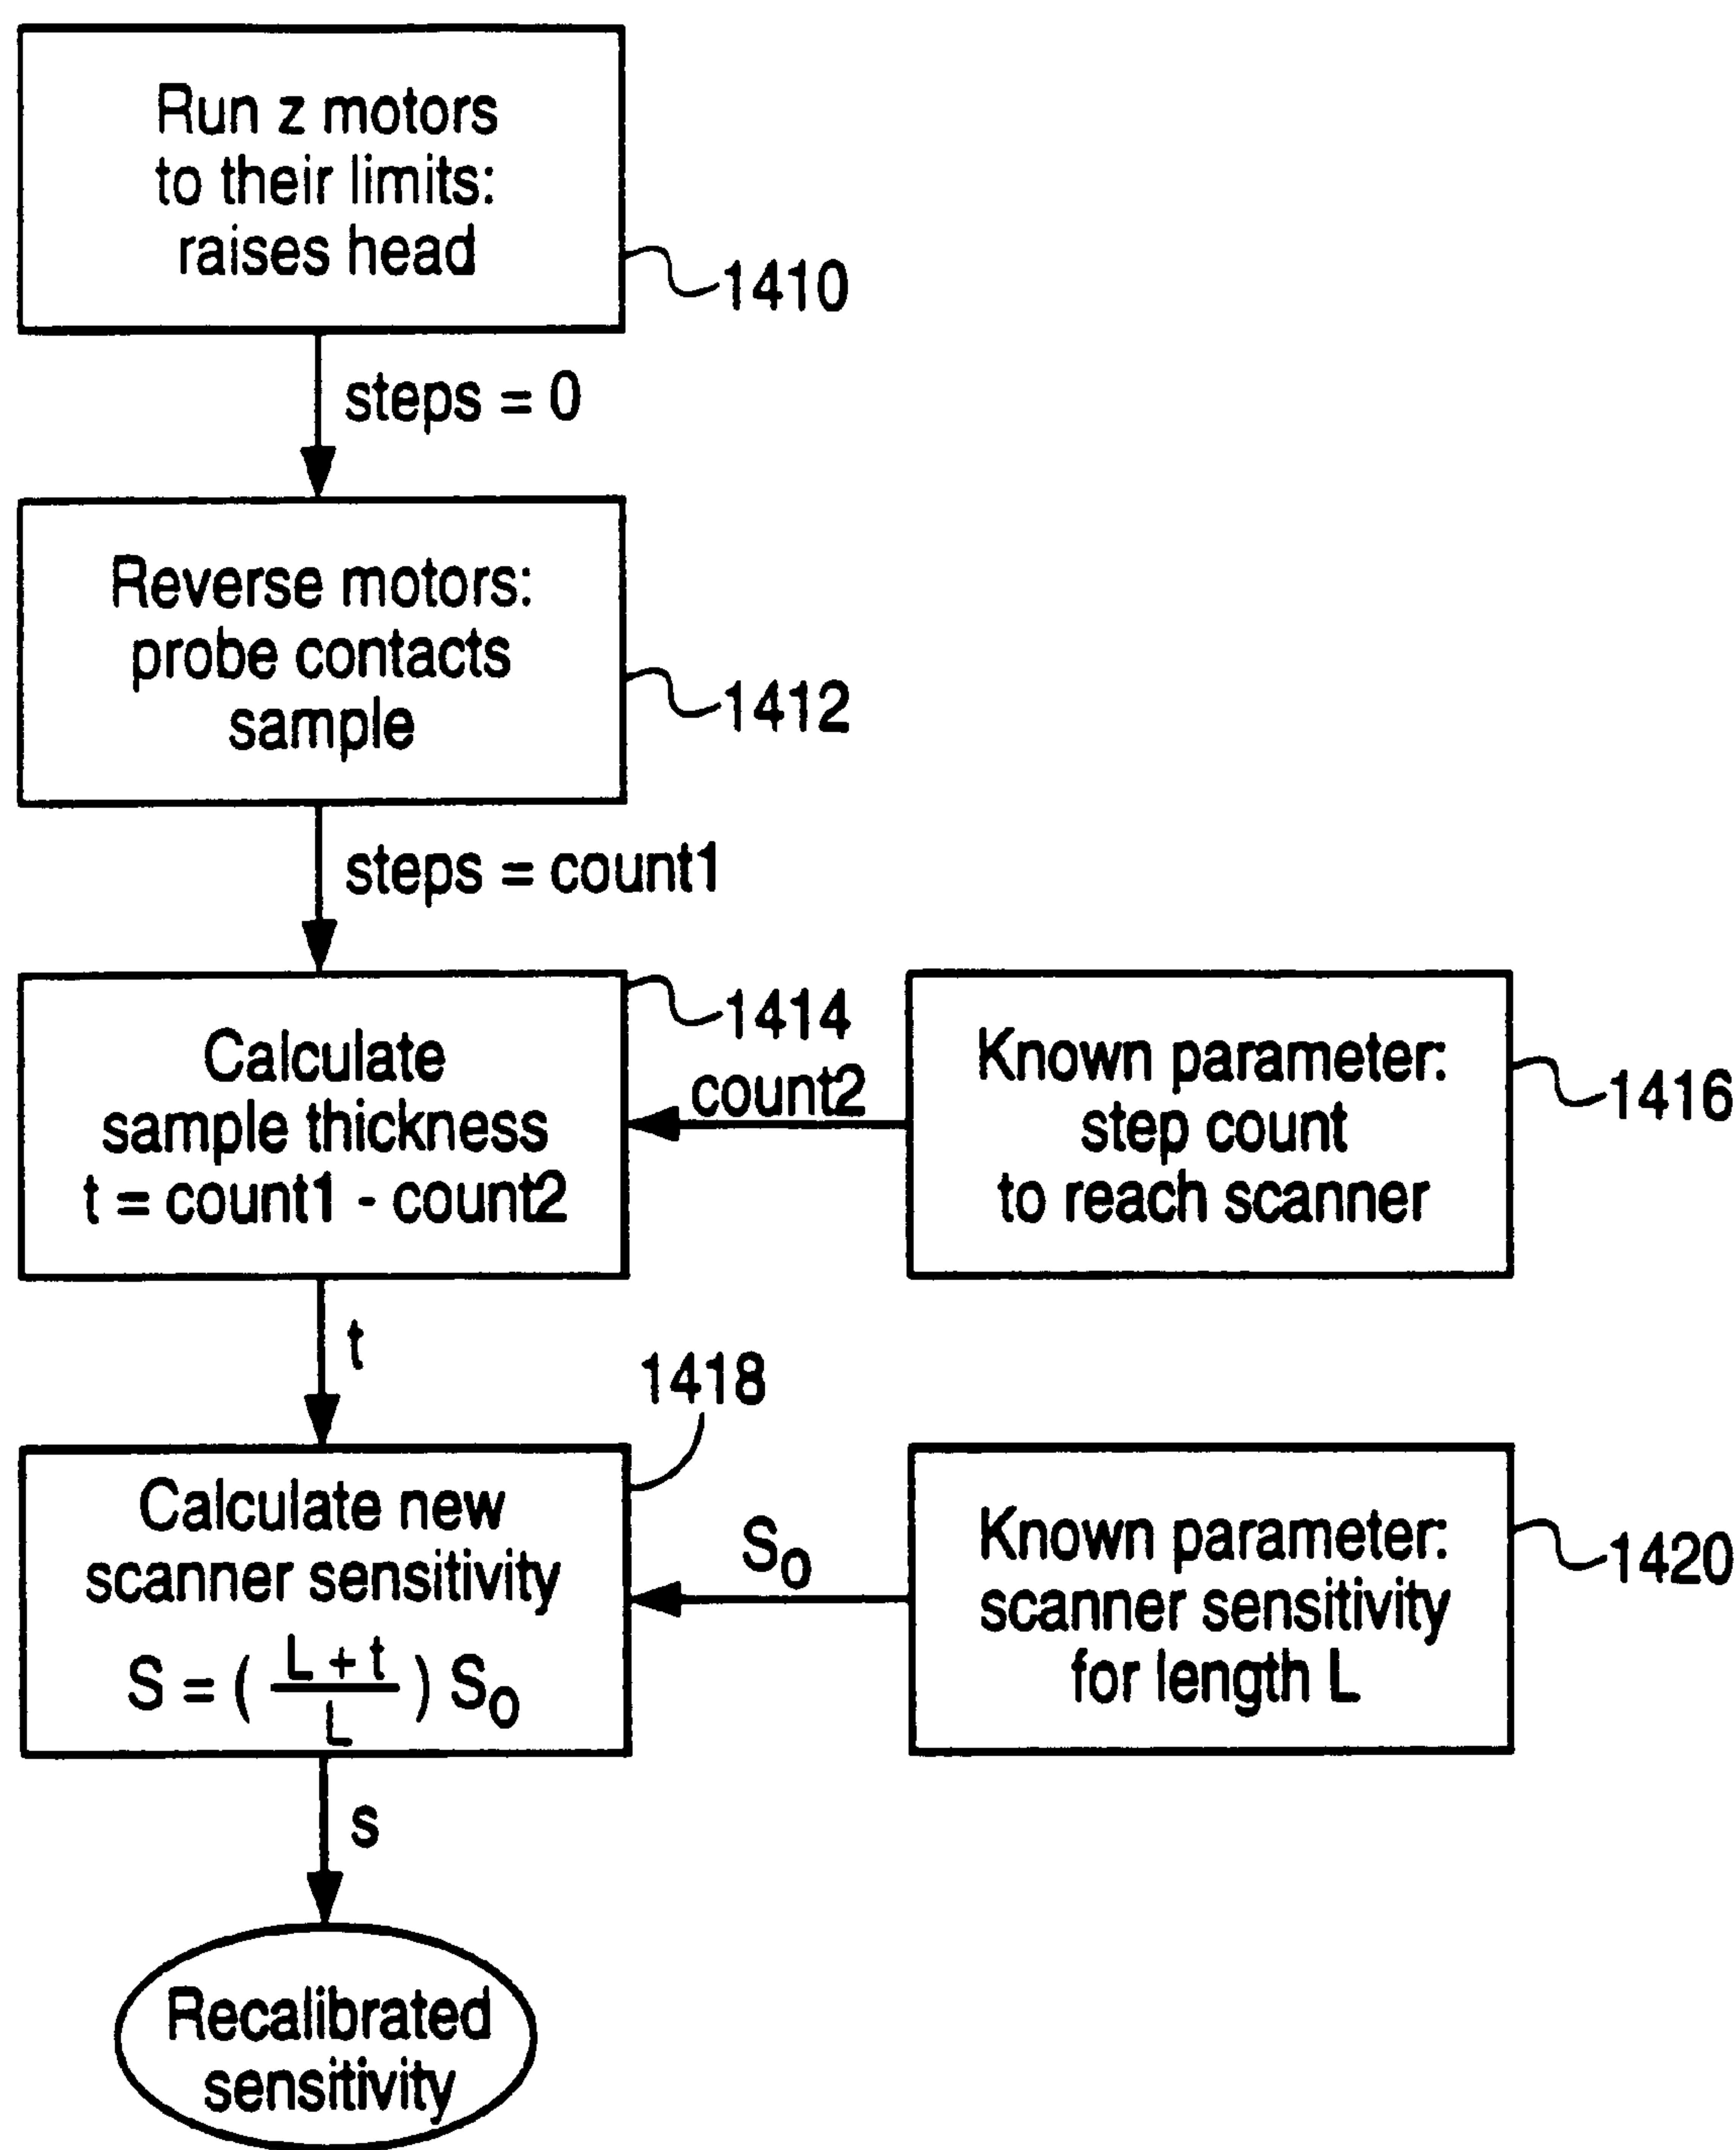 Run z motors
to their limits:
raises head
1410
steps = 0
Reverse motors:
probe contacts
sample
1412
steps = count1
Calculate
sample thickness
t = count1 - count2
1414
count2
Known parameter:
step count
to reach scanner
1416
t
1418
Calculate new
scanner sensitivity
S = ( L + t / L ) S0
S0
Known parameter:
scanner sensitivity
for length L
1420
s
Recalibrated
sensitivity